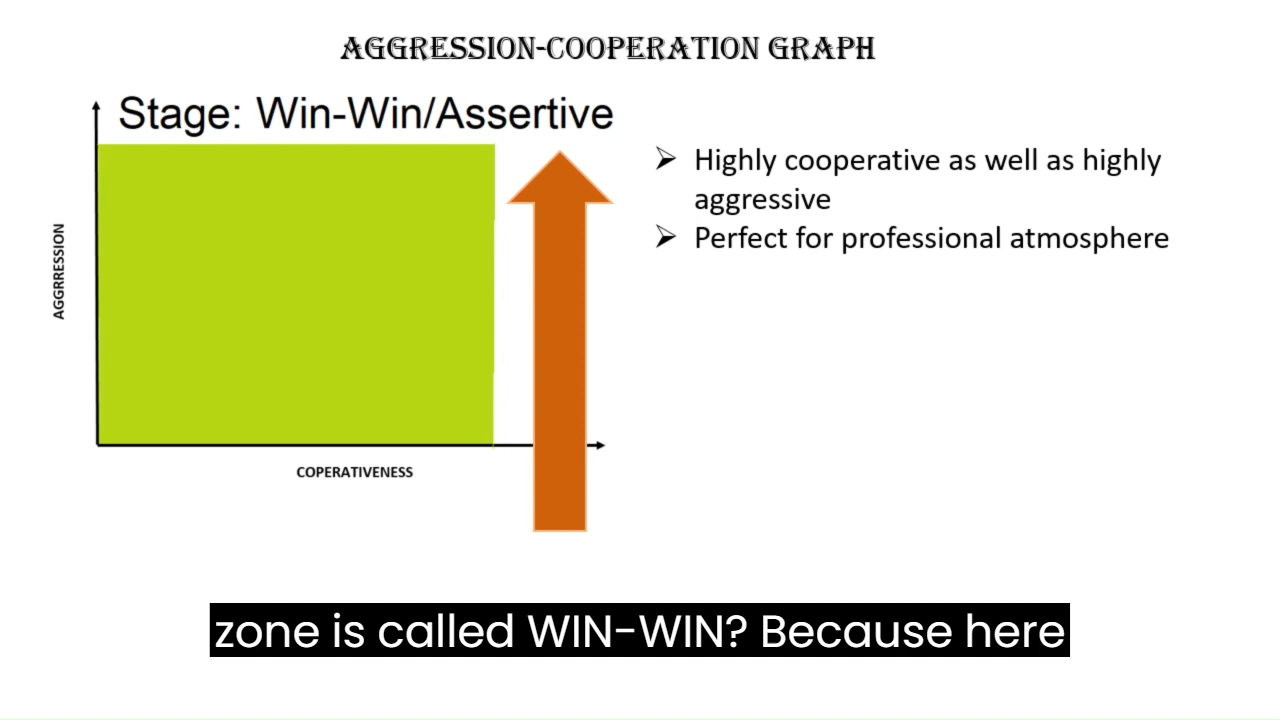 AGGRESSION-COOPERATION GRAPH
Stage: Win-Win/Assertive
➢ Highly cooperative as well as highly
aggressive
➢ Perfect for professional atmosphere
AGGRRESSION
COPERATIVENESS
zone is called WIN-WIN? Because here